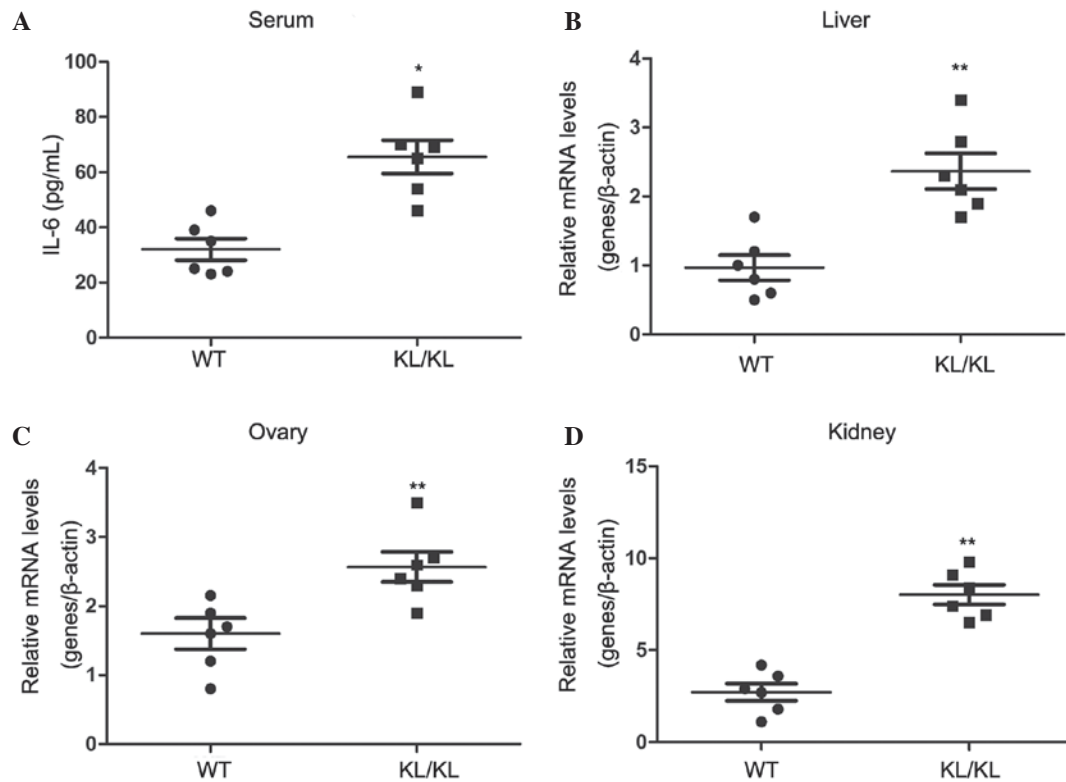 A
Serum
IL-6 (pg/mL)
100
80
60
40
20
0
*
WT
KL/KL
B
Liver
Relative mRNA levels
(genes/β-actin)
4
3
2
1
0
**
WT
KL/KL
C
Ovary
Relative mRNA levels
(genes/β-actin)
4
3
2
1
0
**
WT
KL/KL
D
Kidney
Relative mRNA levels
(genes/β-actin)
15
10
5
0
**
WT
KL/KL